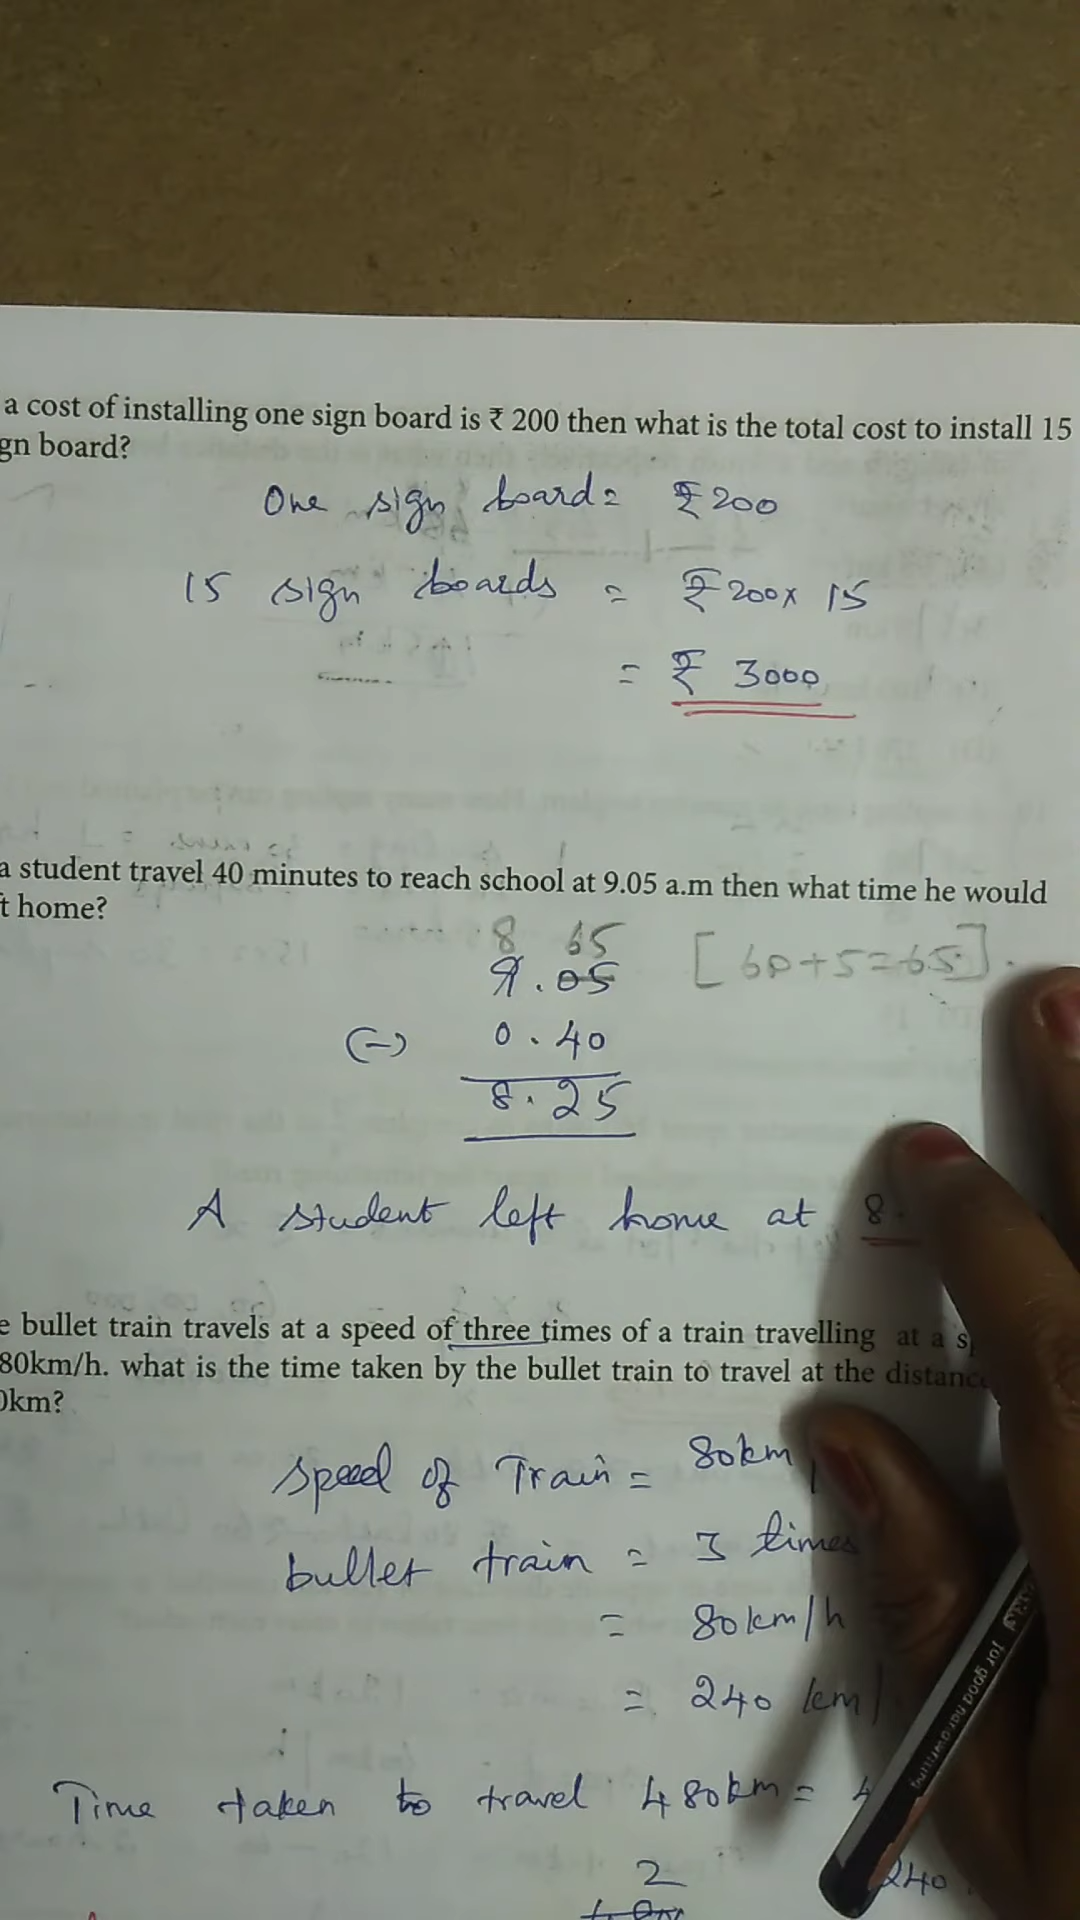 a cost of installing one sign board is ₹ 200 then what is the total cost to install 15
gn board?
One sign board = ₹ 200
15 sign boards = ₹ 200 x 15
= ₹ 3000
a student travel 40 minutes to reach school at 9.05 a.m then what time he would
t home?
8 65
9.05 [60+5=65].
(-) 0.40
8.25
A student left home at 8.
e bullet train travels at a speed of three times of a train travelling at a s
80km/h. what is the time taken by the bullet train to travel at the distance
0km?
Speed of Train = 80km
bullet train = 3 times
= 80km/h
= 240 km/
for good handwriting
Time taken to travel 480km = 4
2 240